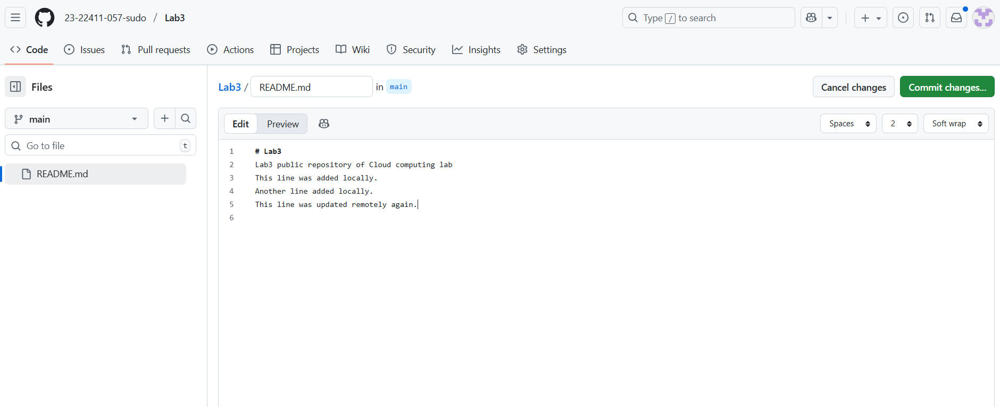 23-22411-057-sudo / Lab3
Type / to search
Code Issues Pull requests Actions Projects Wiki Security Insights Settings
Files
main
Go to file t
README.md
Lab3 / README.md in main
Cancel changes Commit changes...
Edit Preview
Spaces 2 Soft wrap
1 # Lab3
2 Lab3 public repository of Cloud computing lab
3 This line was added locally.
4 Another line added locally.
5 This line was updated remotely again.
6